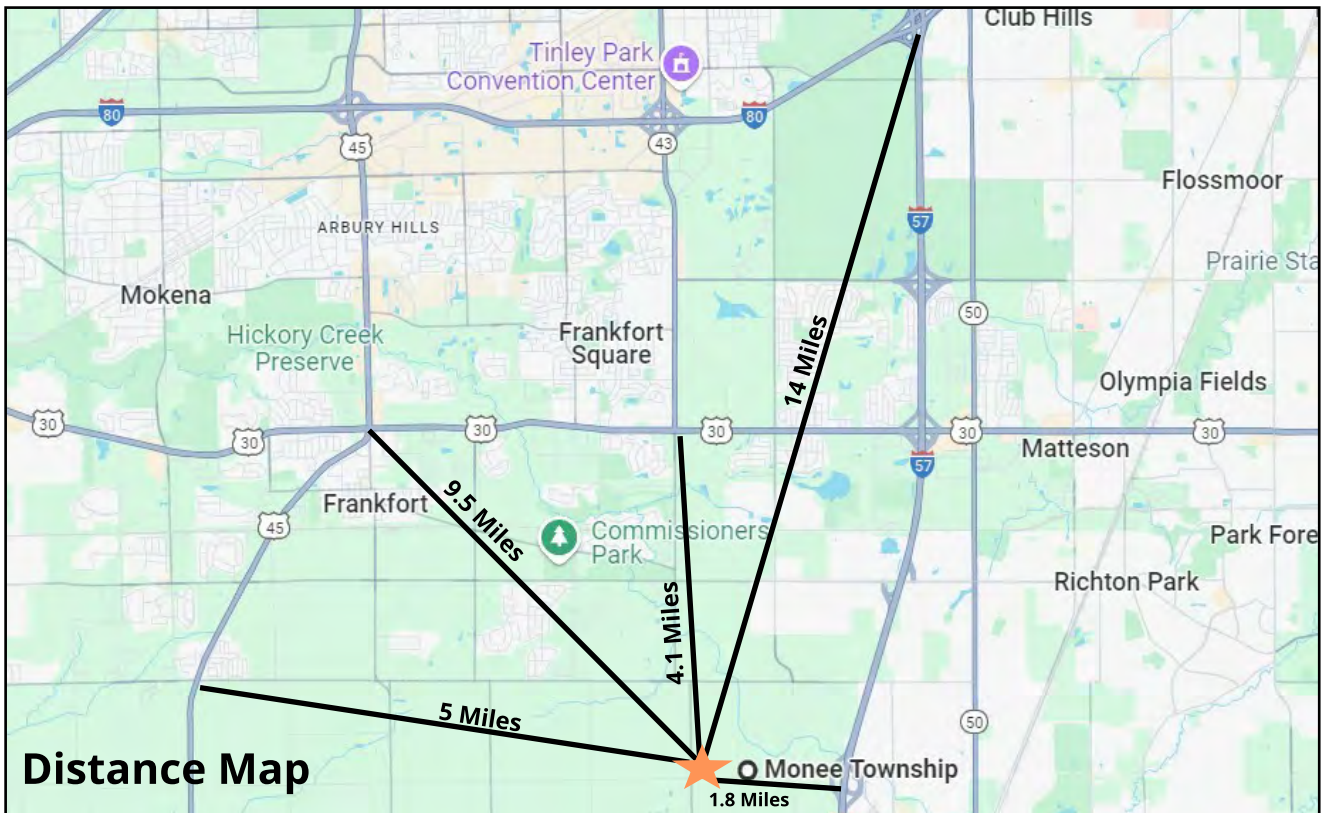 Club Hills
Tinley Park
Convention Center
80
80
45
43
Flossmoor
57
ARBURY HILLS
Prairie Sta
Mokena
50
Hickory Creek
Preserve
Frankfort
Square
14 Miles
Olympia Fields
30
30
30
30
30
30
Matteson
57
Frankfort
9.5 Miles
45
Commissioners
Park
Park Fore
Richton Park
4.1 Miles
5 Miles
50
Distance Map
Monee Township
1.8 Miles